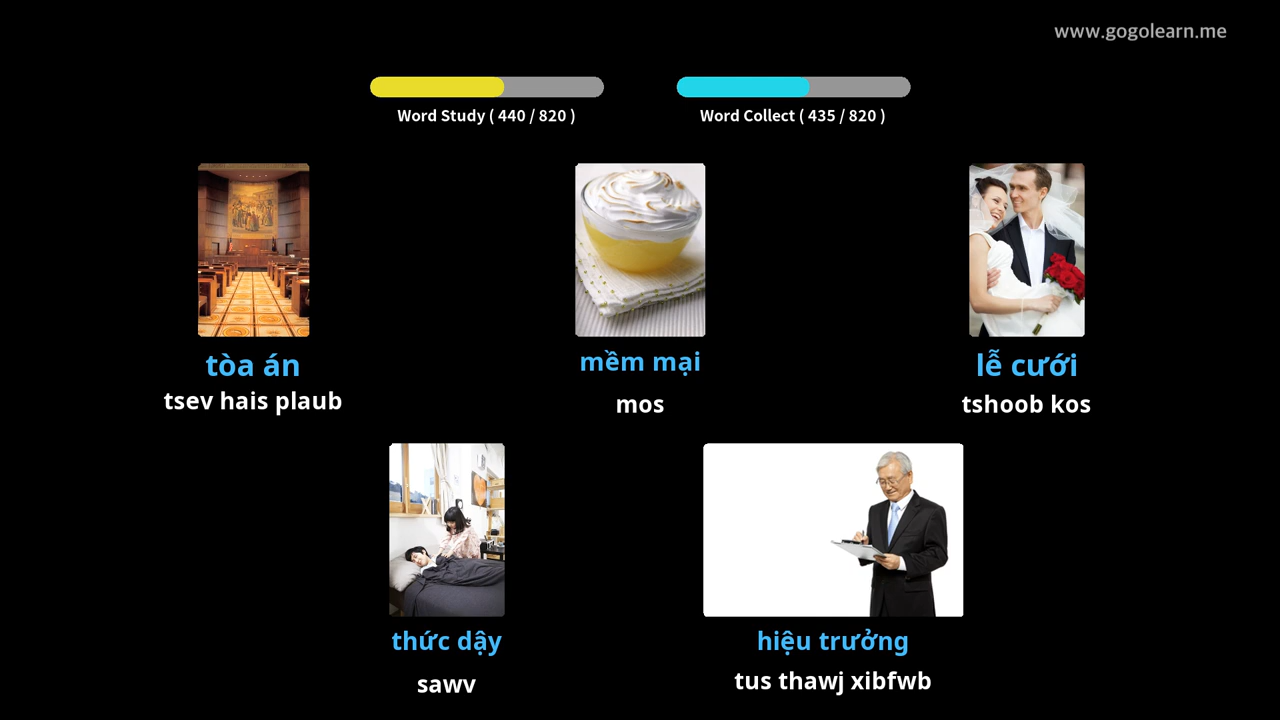 www.gogolearn.me
Word Study ( 440 / 820 )
Word Collect ( 435 / 820 )
tòa án
tsev hais plaub
mềm mại
mos
lễ cưới
tshoob kos
thức dậy
sawv
hiệu trưởng
tus thawj xibfwb